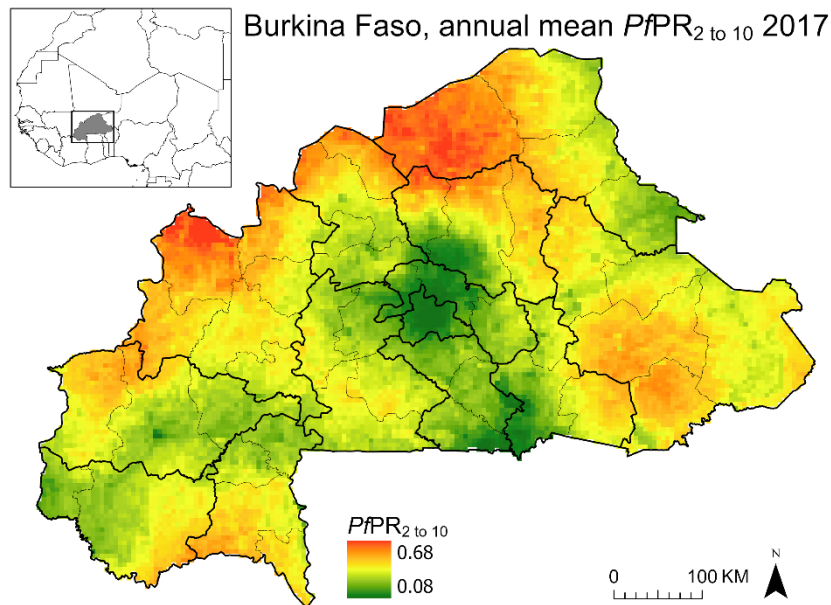 Burkina Faso, annual mean PfPR2 to 10 2017
PfPR2 to 10
0.68
0.08
N
0 100 KM